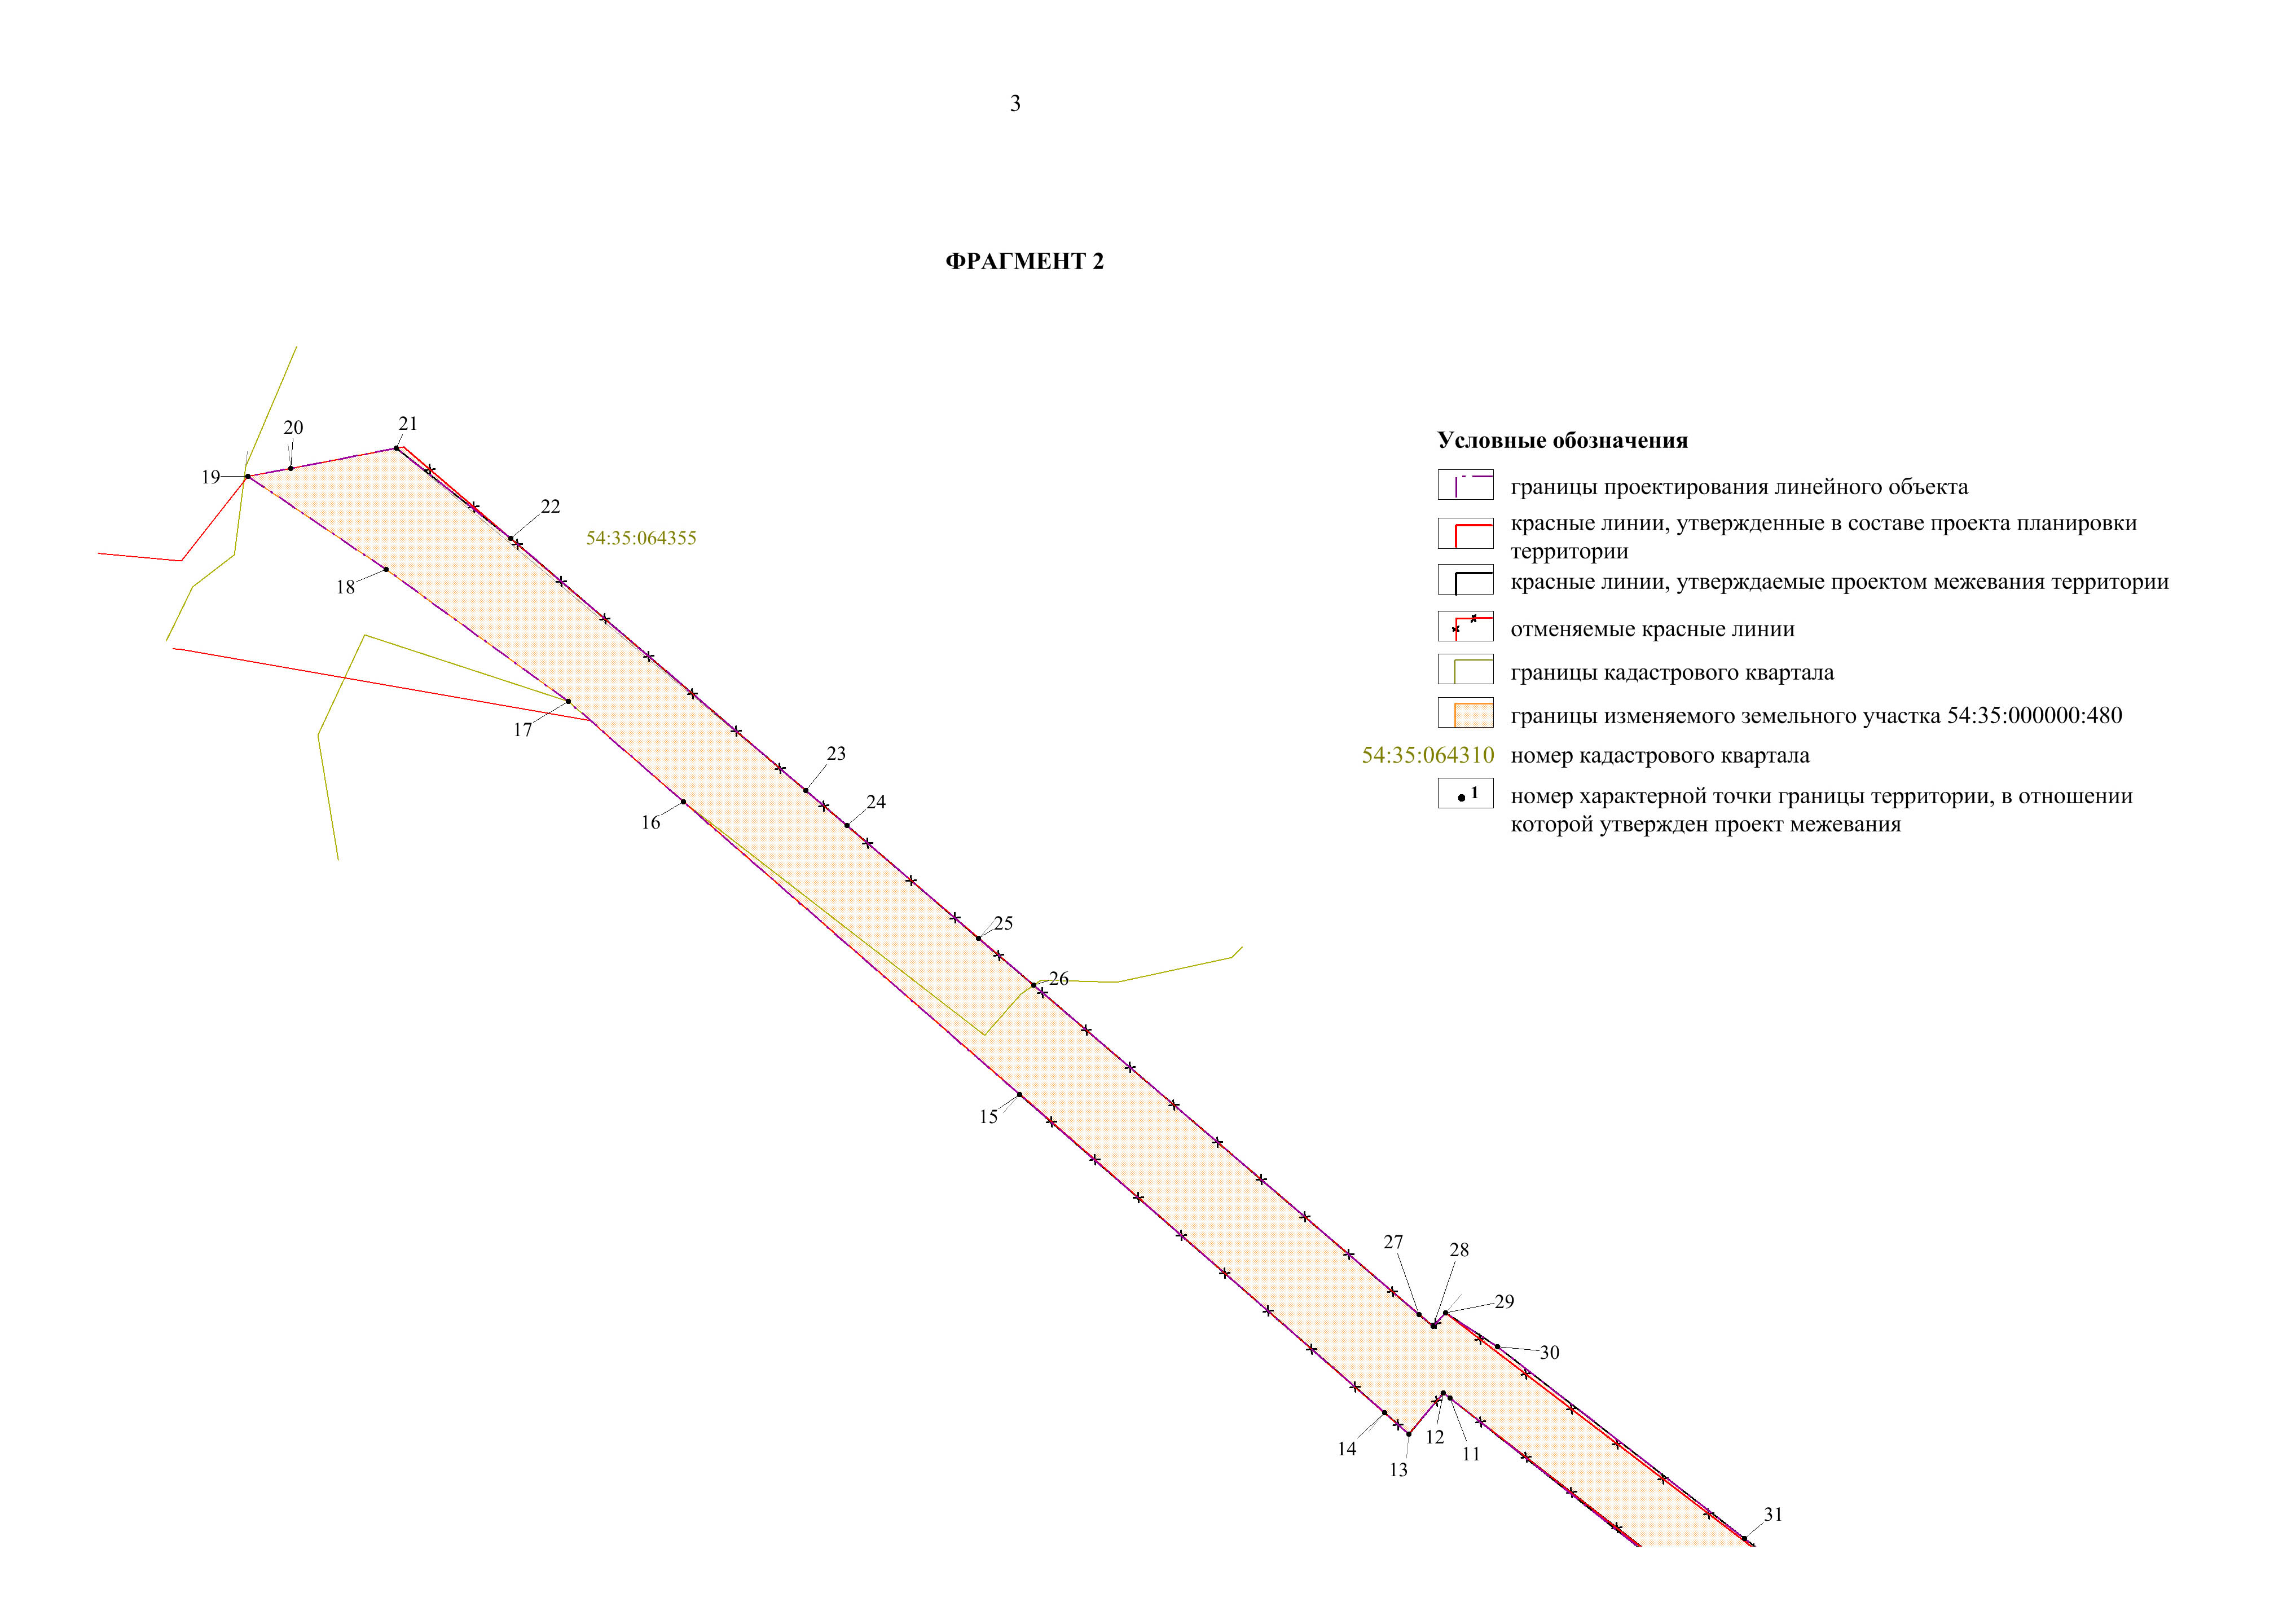 3
ФРАГМЕНТ 2
Условные обозначения
границы проектирования линейного объекта
красные линии, утвержденные в составе проекта планировки
территории
красные линии, утверждаемые проектом межевания территории
отменяемые красные линии
границы кадастрового квартала
границы изменяемого земельного участка 54:35:000000:480
54:35:064310 номер кадастрового квартала
1 номер характерной точки границы территории, в отношении
которой утвержден проект межевания
21
20
19
22
54:35:064355
18
17
23
24
16
25
26
15
27
28
29
30
12
14
11
13
31